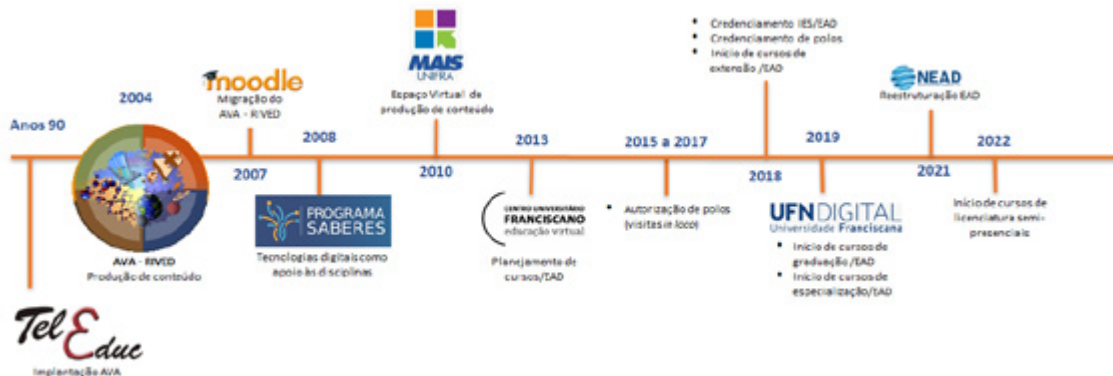 Anos 90
TelEduc
Implantação AVA
2004
AVA - RIVED
Produção de conteúdo
moodle
Migração do
AVA - RIVED
2007
2008
PROGRAMA
SABERES
Tecnologias digitais como
apoio às disciplinas
MAIS
UNIFRA
Espaço Virtual de
produção de conteúdo
2010
2013
CENTRO UNIVERSITÁRIO
FRANCISCANO
educação virtual
Planejamento de
cursos/EAD
2015 a 2017
• Autorização de polos
(visitas in loco)
• Credenciamento IES/EAD
• Credenciamento de polos
• Início de cursos de
extensão /EAD
2018
2019
UFN DIGITAL
Universidade Franciscana
• Início de cursos de
graduação /EAD
• Início de cursos de
especialização/EAD
NEAD
Reestruturação EAD
2021
2022
Início de cursos de
licenciatura semi-
presenciais